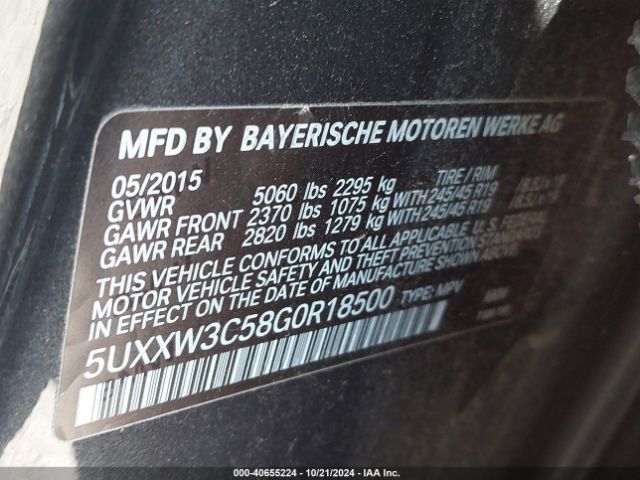 MFD BY BAYERISCHE MOTOREN WERKE AG
05/2015
GVWR 5060 lbs 2295 kg TIRE / RIM
GAWR FRONT 2370 lbs 1075 kg WITH 245/45 R19
GAWR REAR 2820 lbs 1279 kg WITH 245/45 R19
THIS VEHICLE CONFORMS TO ALL APPLICABLE U.S. FEDERAL
MOTOR VEHICLE SAFETY AND THEFT PREVENTION
IN EFFECT ON THE DATE OF MANUFACTURE SHOWN ABOVE
5UXXW3C58G0R18500 TYPE: MPV
000-40655224 | 10/21/2024 | IAA Inc.